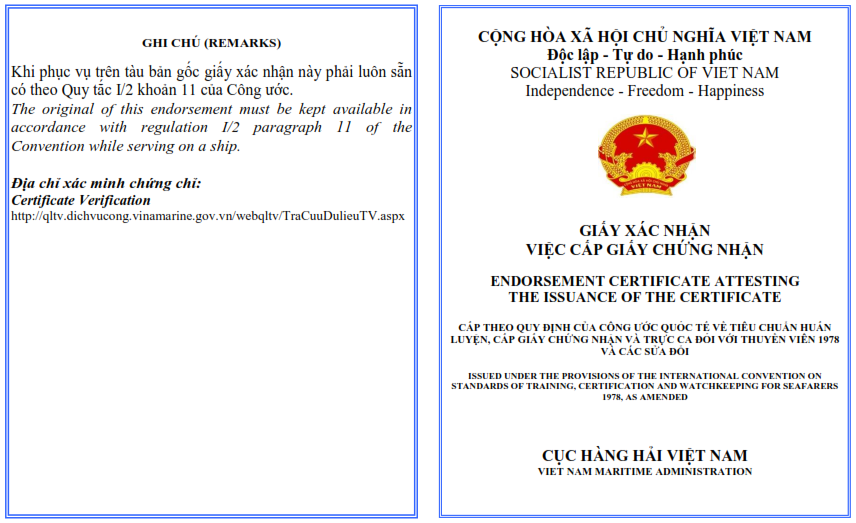 GHI CHÚ (REMARKS)
Khi phục vụ trên tàu bản gốc giấy xác nhận này phải luôn sẵn
có theo Quy tắc I/2 khoản 11 của Công ước.
The original of this endorsement must be kept available in
accordance with regulation I/2 paragraph 11 of the
Convention while serving on a ship.
Địa chỉ xác minh chứng chỉ:
Certificate Verification
http://qltv.dichvucong.vinamarine.gov.vn/webqltv/TraCuuDulieuTV.aspx
CỘNG HÒA XÃ HỘI CHỦ NGHĨA VIỆT NAM
Độc lập - Tự do - Hạnh phúc
SOCIALIST REPUBLIC OF VIET NAM
Independence - Freedom - Happiness
VIỆT NAM
GIẤY XÁC NHẬN
VIỆC CẤP GIẤY CHỨNG NHẬN
ENDORSEMENT CERTIFICATE ATTESTING
THE ISSUANCE OF THE CERTIFICATE
CẤP THEO QUY ĐỊNH CỦA CÔNG ƯỚC QUỐC TẾ VỀ TIÊU CHUẨN HUẤN
LUYỆN, CẤP GIẤY CHỨNG NHẬN VÀ TRỰC CA ĐỐI VỚI THUYỀN VIÊN 1978
VÀ CÁC SỬA ĐỔI
ISSUED UNDER THE PROVISIONS OF THE INTERNATIONAL CONVENTION ON
STANDARDS OF TRAINING, CERTIFICATION AND WATCHKEEPING FOR SEAFARERS
1978, AS AMENDED
CỤC HÀNG HẢI VIỆT NAM
VIET NAM MARITIME ADMINISTRATION